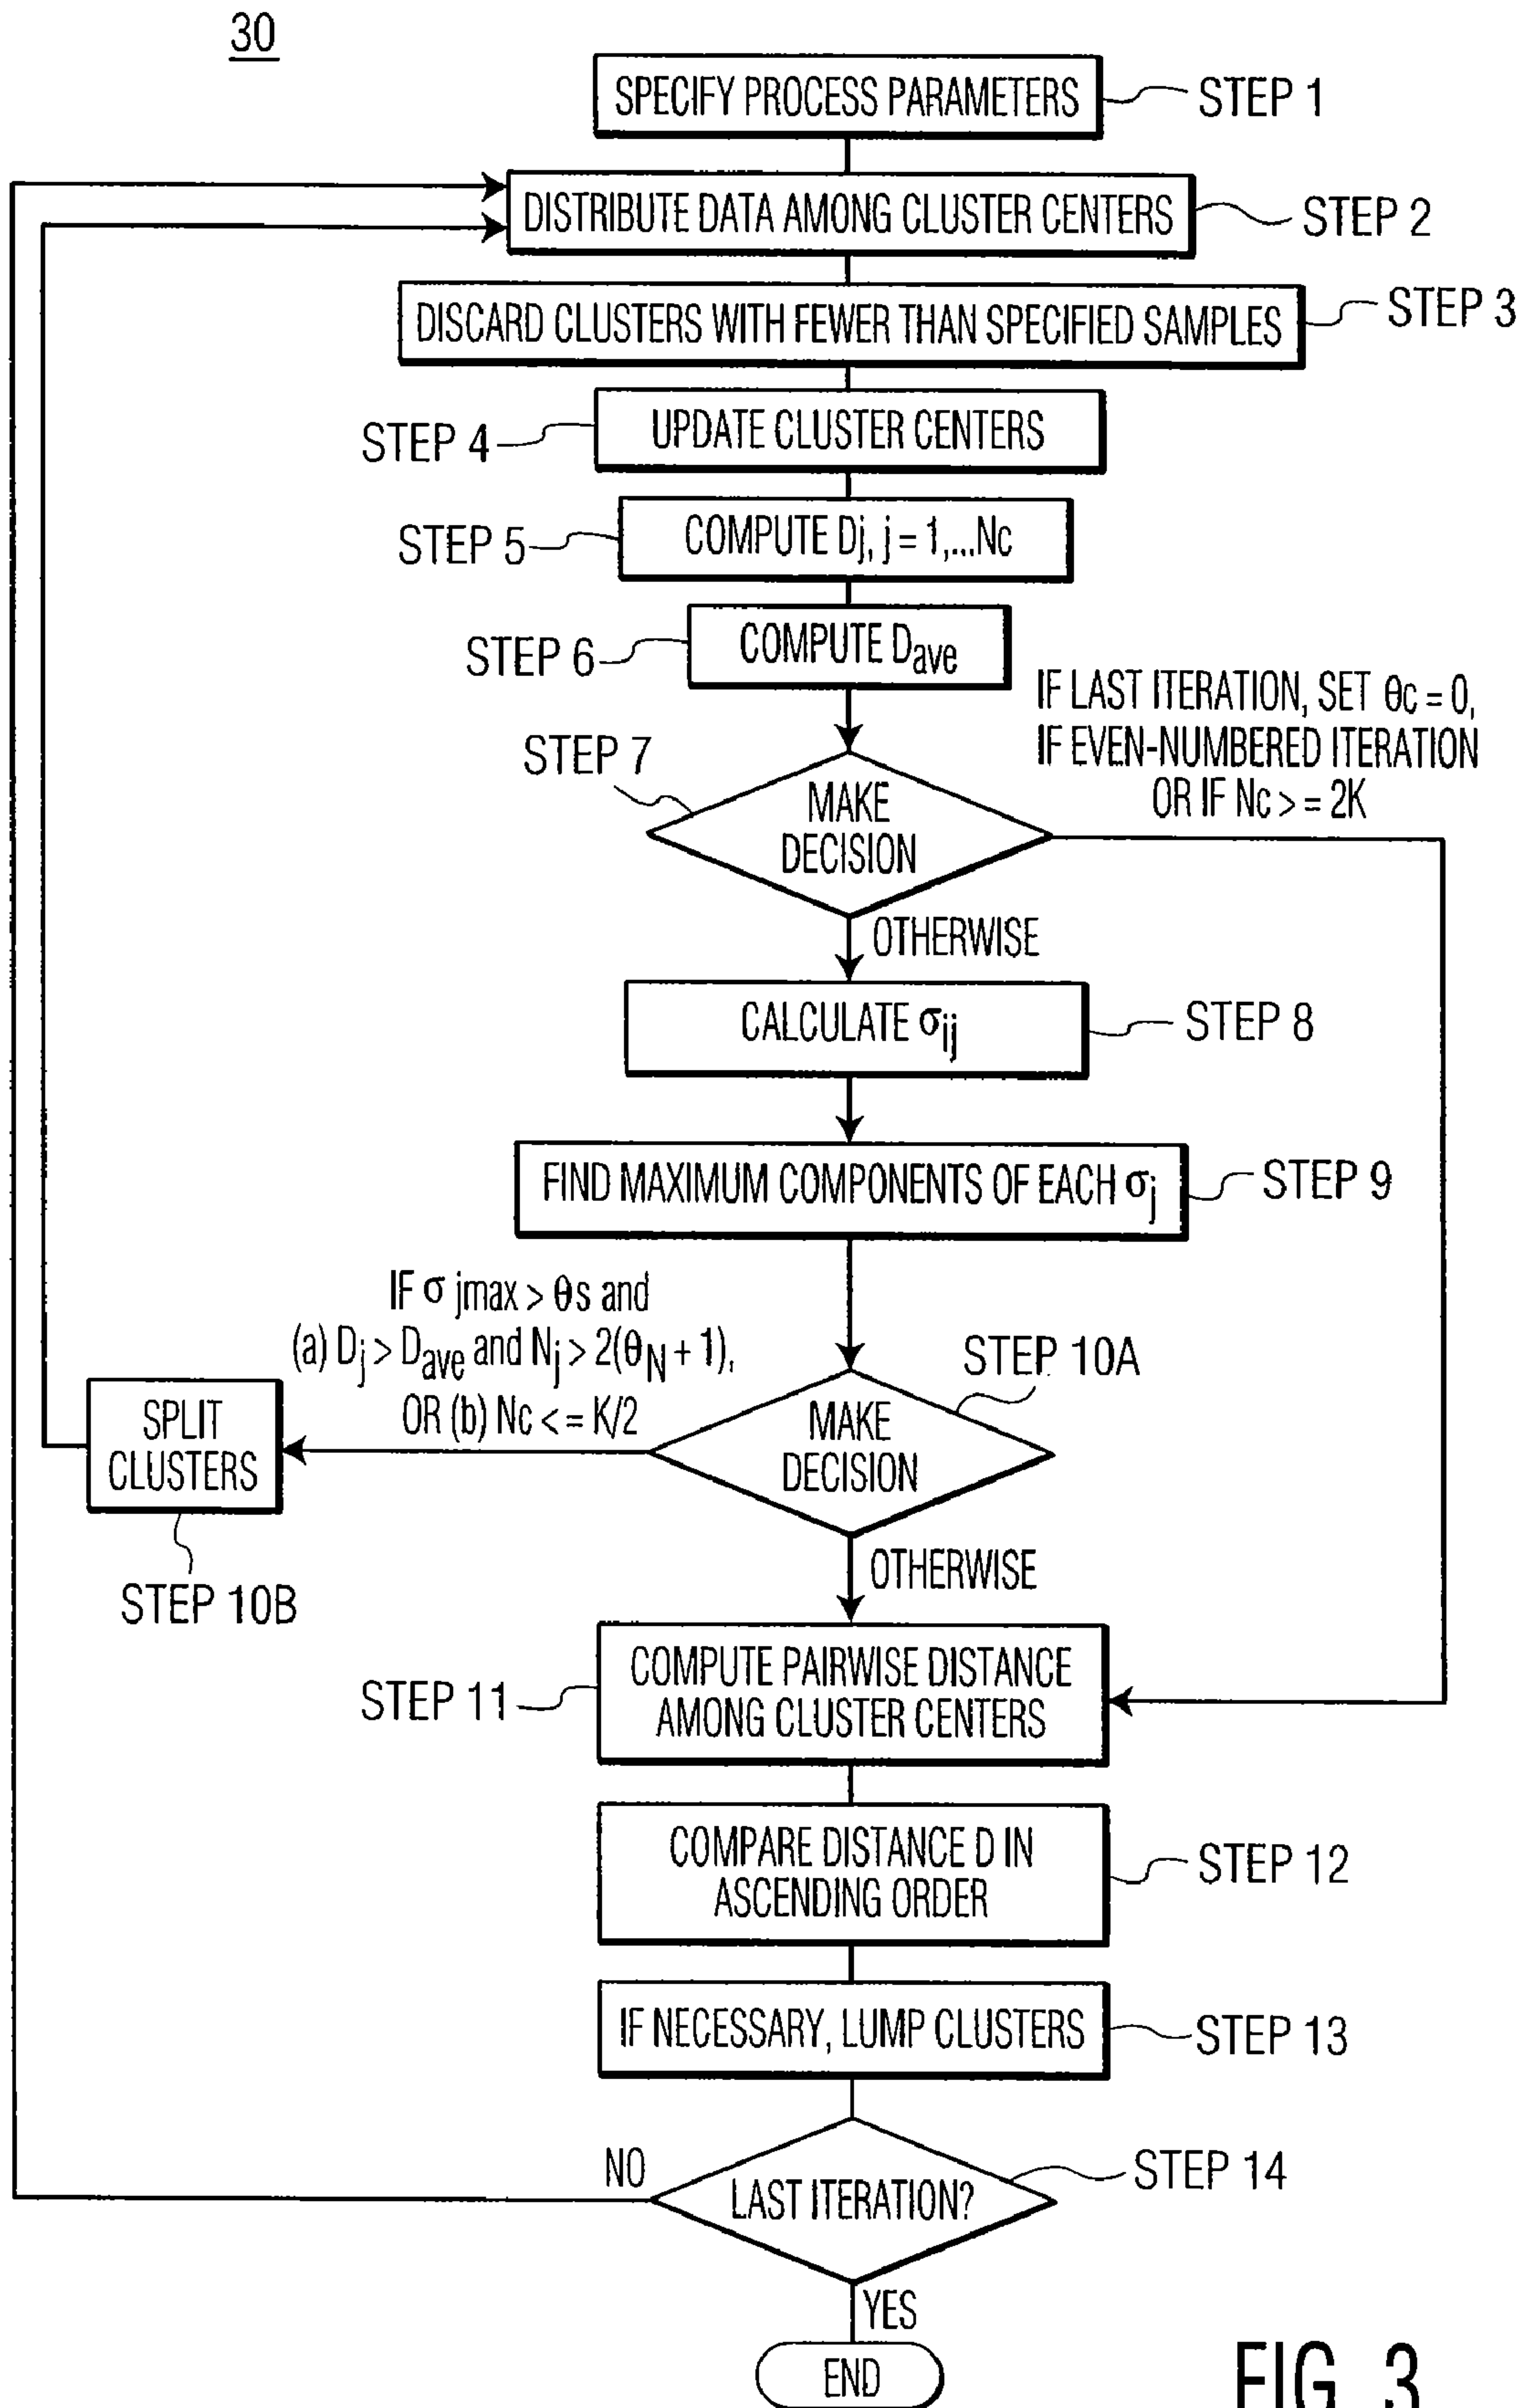 30
SPECIFY PROCESS PARAMETERS
STEP 1
DISTRIBUTE DATA AMONG CLUSTER CENTERS
STEP 2
DISCARD CLUSTERS WITH FEWER THAN SPECIFIED SAMPLES
STEP 3
STEP 4
UPDATE CLUSTER CENTERS
STEP 5
COMPUTE Dj, j = 1,...Nc
STEP 6
COMPUTE Dave
IF LAST ITERATION, SET θc = 0,
IF EVEN-NUMBERED ITERATION
OR IF Nc > = 2K
STEP 7
MAKE
DECISION
OTHERWISE
CALCULATE σij
STEP 8
FIND MAXIMUM COMPONENTS OF EACH σj
STEP 9
IF σ jmax > θs and
(a) Dj > Dave and Nj > 2(θN + 1),
OR (b) Nc < = K/2
STEP 10A
MAKE
DECISION
SPLIT
CLUSTERS
STEP 10B
OTHERWISE
STEP 11
COMPUTE PAIRWISE DISTANCE
AMONG CLUSTER CENTERS
COMPARE DISTANCE D IN
ASCENDING ORDER
STEP 12
IF NECESSARY, LUMP CLUSTERS
STEP 13
NO
LAST ITERATION?
STEP 14
YES
END
FIG. 3